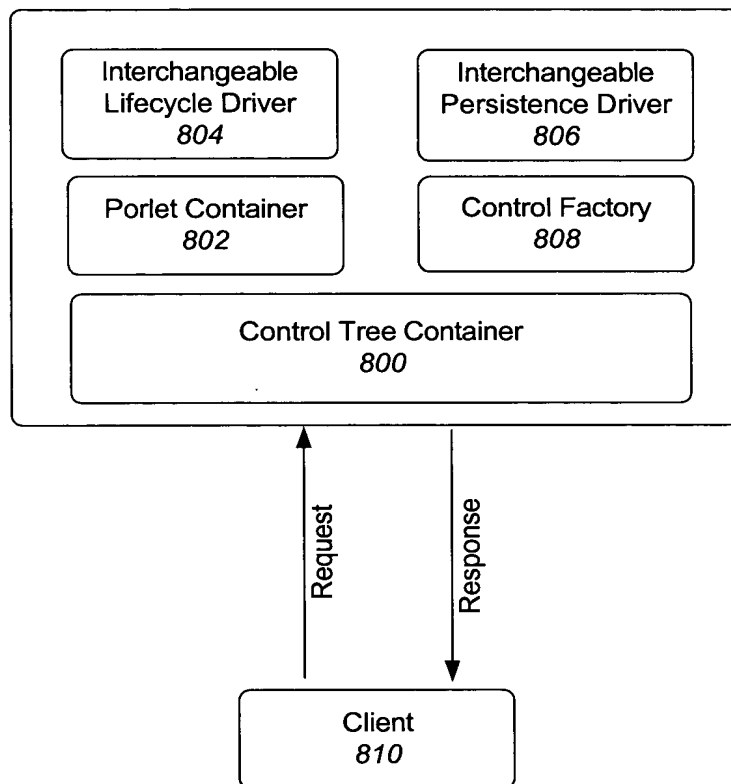 Interchangeable
Lifecycle Driver
804
Interchangeable
Persistence Driver
806
Porlet Container
802
Control Factory
808
Control Tree Container
800
Request
Response
Client
810